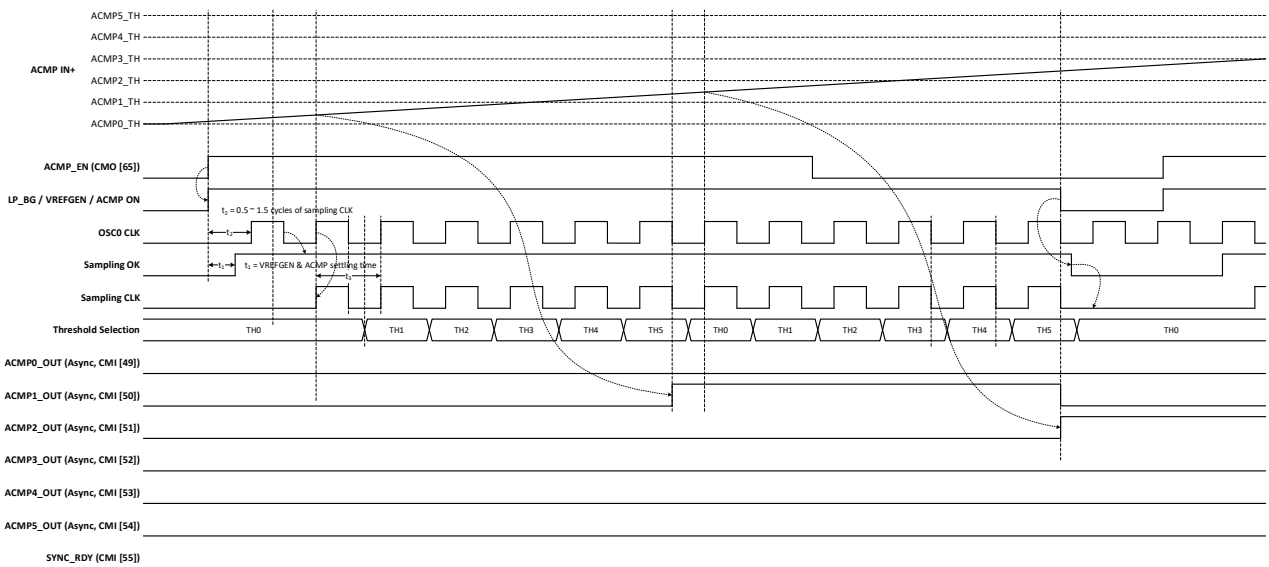 ACMP5_TH
ACMP4_TH
ACMP3_TH
ACMP IN+
ACMP2_TH
ACMP1_TH
ACMP0_TH
ACMP_EN (CMO [65])
LP_BG / VREFGEN / ACMP ON
t₂ = 0.5 ~ 1.5 cycles of sampling CLK
OSC0 CLK
t₂
Sampling OK
t₁ t₁ = VREFGEN & ACMP settling time
t₃
Sampling CLK
Threshold Selection TH0 TH1 TH2 TH3 TH4 TH5 TH0 TH1 TH2 TH3 TH4 TH5 TH0
ACMP0_OUT (Async, CMI [49])
ACMP1_OUT (Async, CMI [50])
ACMP2_OUT (Async, CMI [51])
ACMP3_OUT (Async, CMI [52])
ACMP4_OUT (Async, CMI [53])
ACMP5_OUT (Async, CMI [54])
SYNC_RDY (CMI [55])